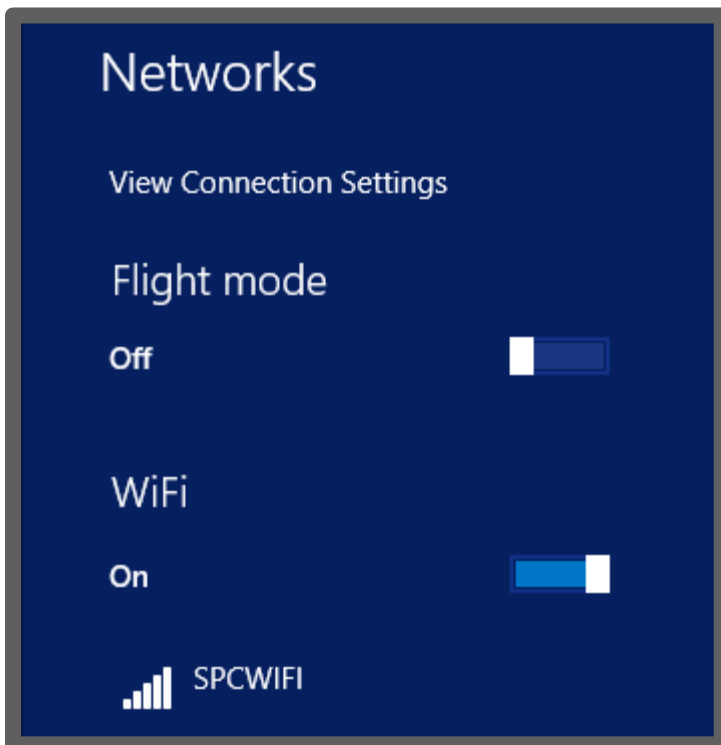 Networks
View Connection Settings
Flight mode
Off
WiFi
On
SPCWIFI